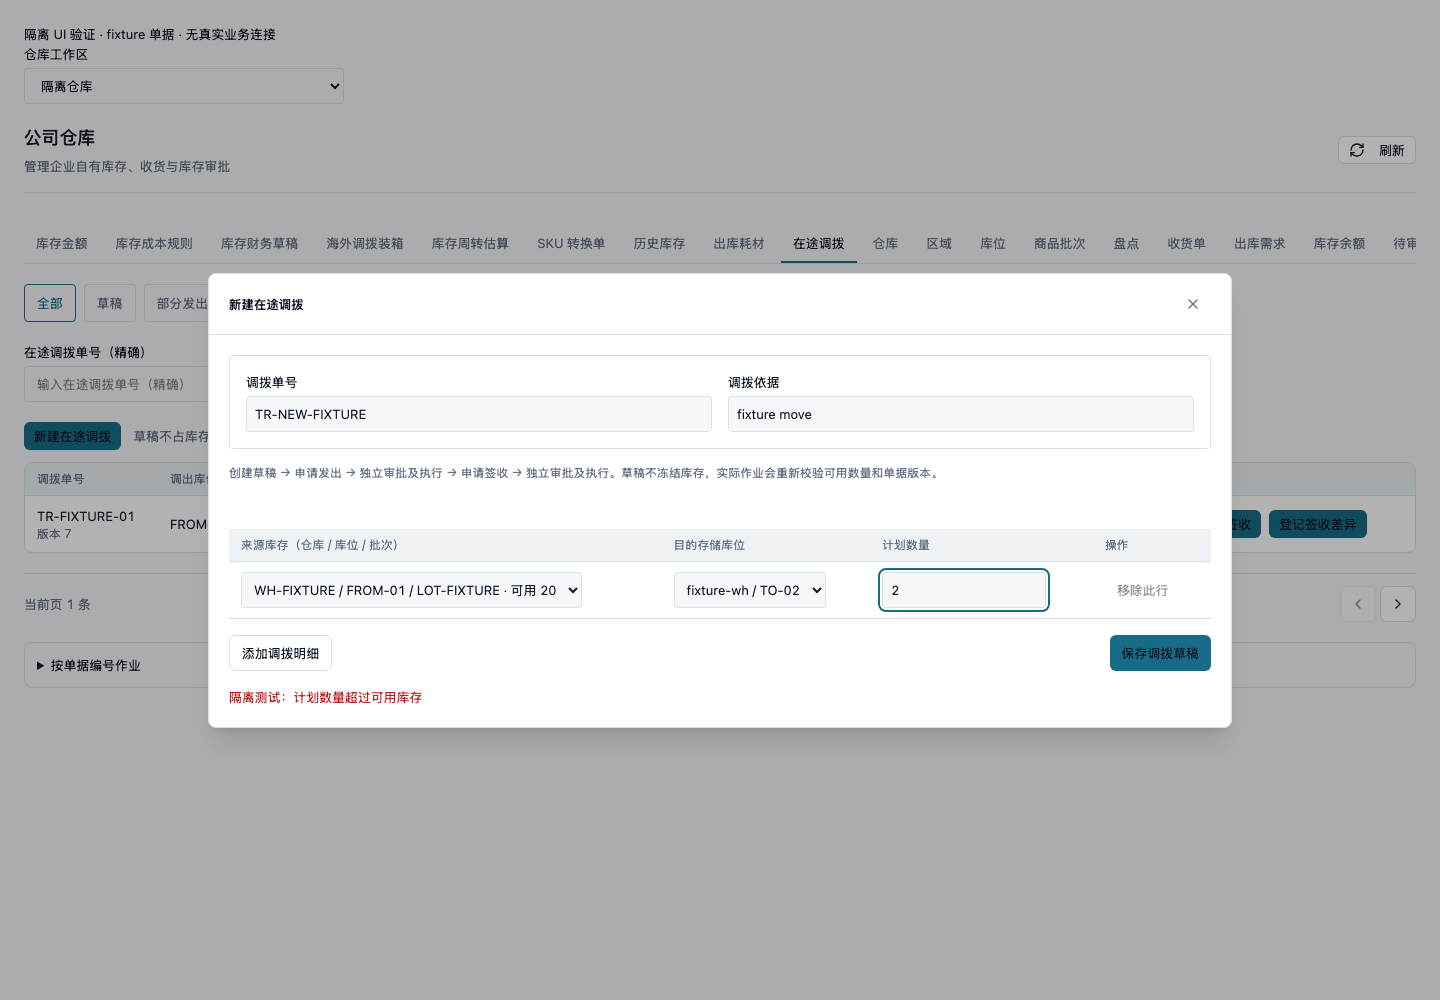 隔离 UI 验证 · fixture 单据 · 无真实业务连接
仓库工作区
隔离仓库
公司仓库
管理企业自有库存、收货与库存审批
刷新
库存金额 库存成本规则 库存财务草稿 海外调拨装箱 库存周转估算 SKU 转换单 历史库存 出库耗材 在途调拨 仓库 区域 库位 商品批次 盘点 收货单 出库需求 库存余额 待审
全部 草稿 部分发出
在途调拨单号（精确）
输入在途调拨单号（精确）
新建在途调拨 草稿不占库存
调拨单号 调出库
TR-FIXTURE-01 FROM
版本 7
签收 登记签收差异
当前页 1 条
按单据编号作业
新建在途调拨
调拨单号 调拨依据
TR-NEW-FIXTURE fixture move
创建草稿 → 申请发出 → 独立审批及执行 → 申请签收 → 独立审批及执行。草稿不冻结库存，实际作业会重新校验可用数量和单据版本。
来源库存（仓库 / 库位 / 批次） 目的存储库位 计划数量 操作
WH-FIXTURE / FROM-01 / LOT-FIXTURE · 可用 20 fixture-wh / TO-02 2 移除此行
添加调拨明细 保存调拨草稿
隔离测试：计划数量超过可用库存